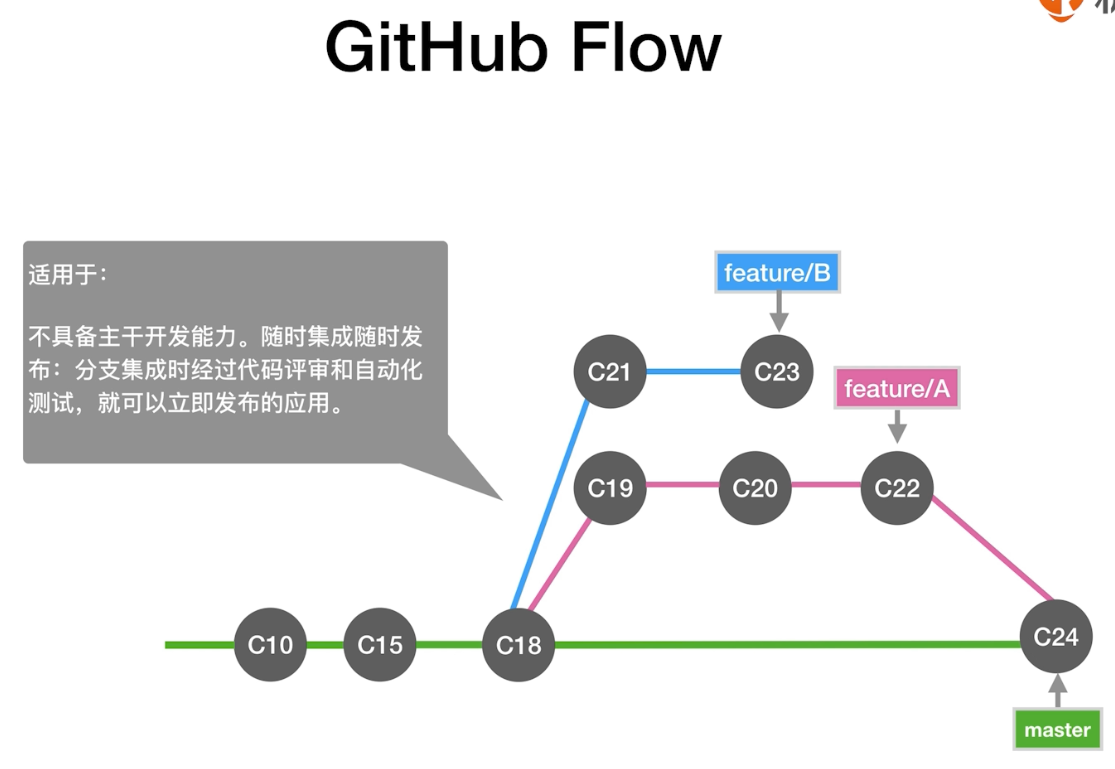 GitHub Flow
适用于：
不具备主干开发能力。随时集成随时发
布：分支集成时经过代码评审和自动化
测试，就可以立即发布的应用。
feature/B
C21
C23
feature/A
C19
C20
C22
C10
C15
C18
C24
master